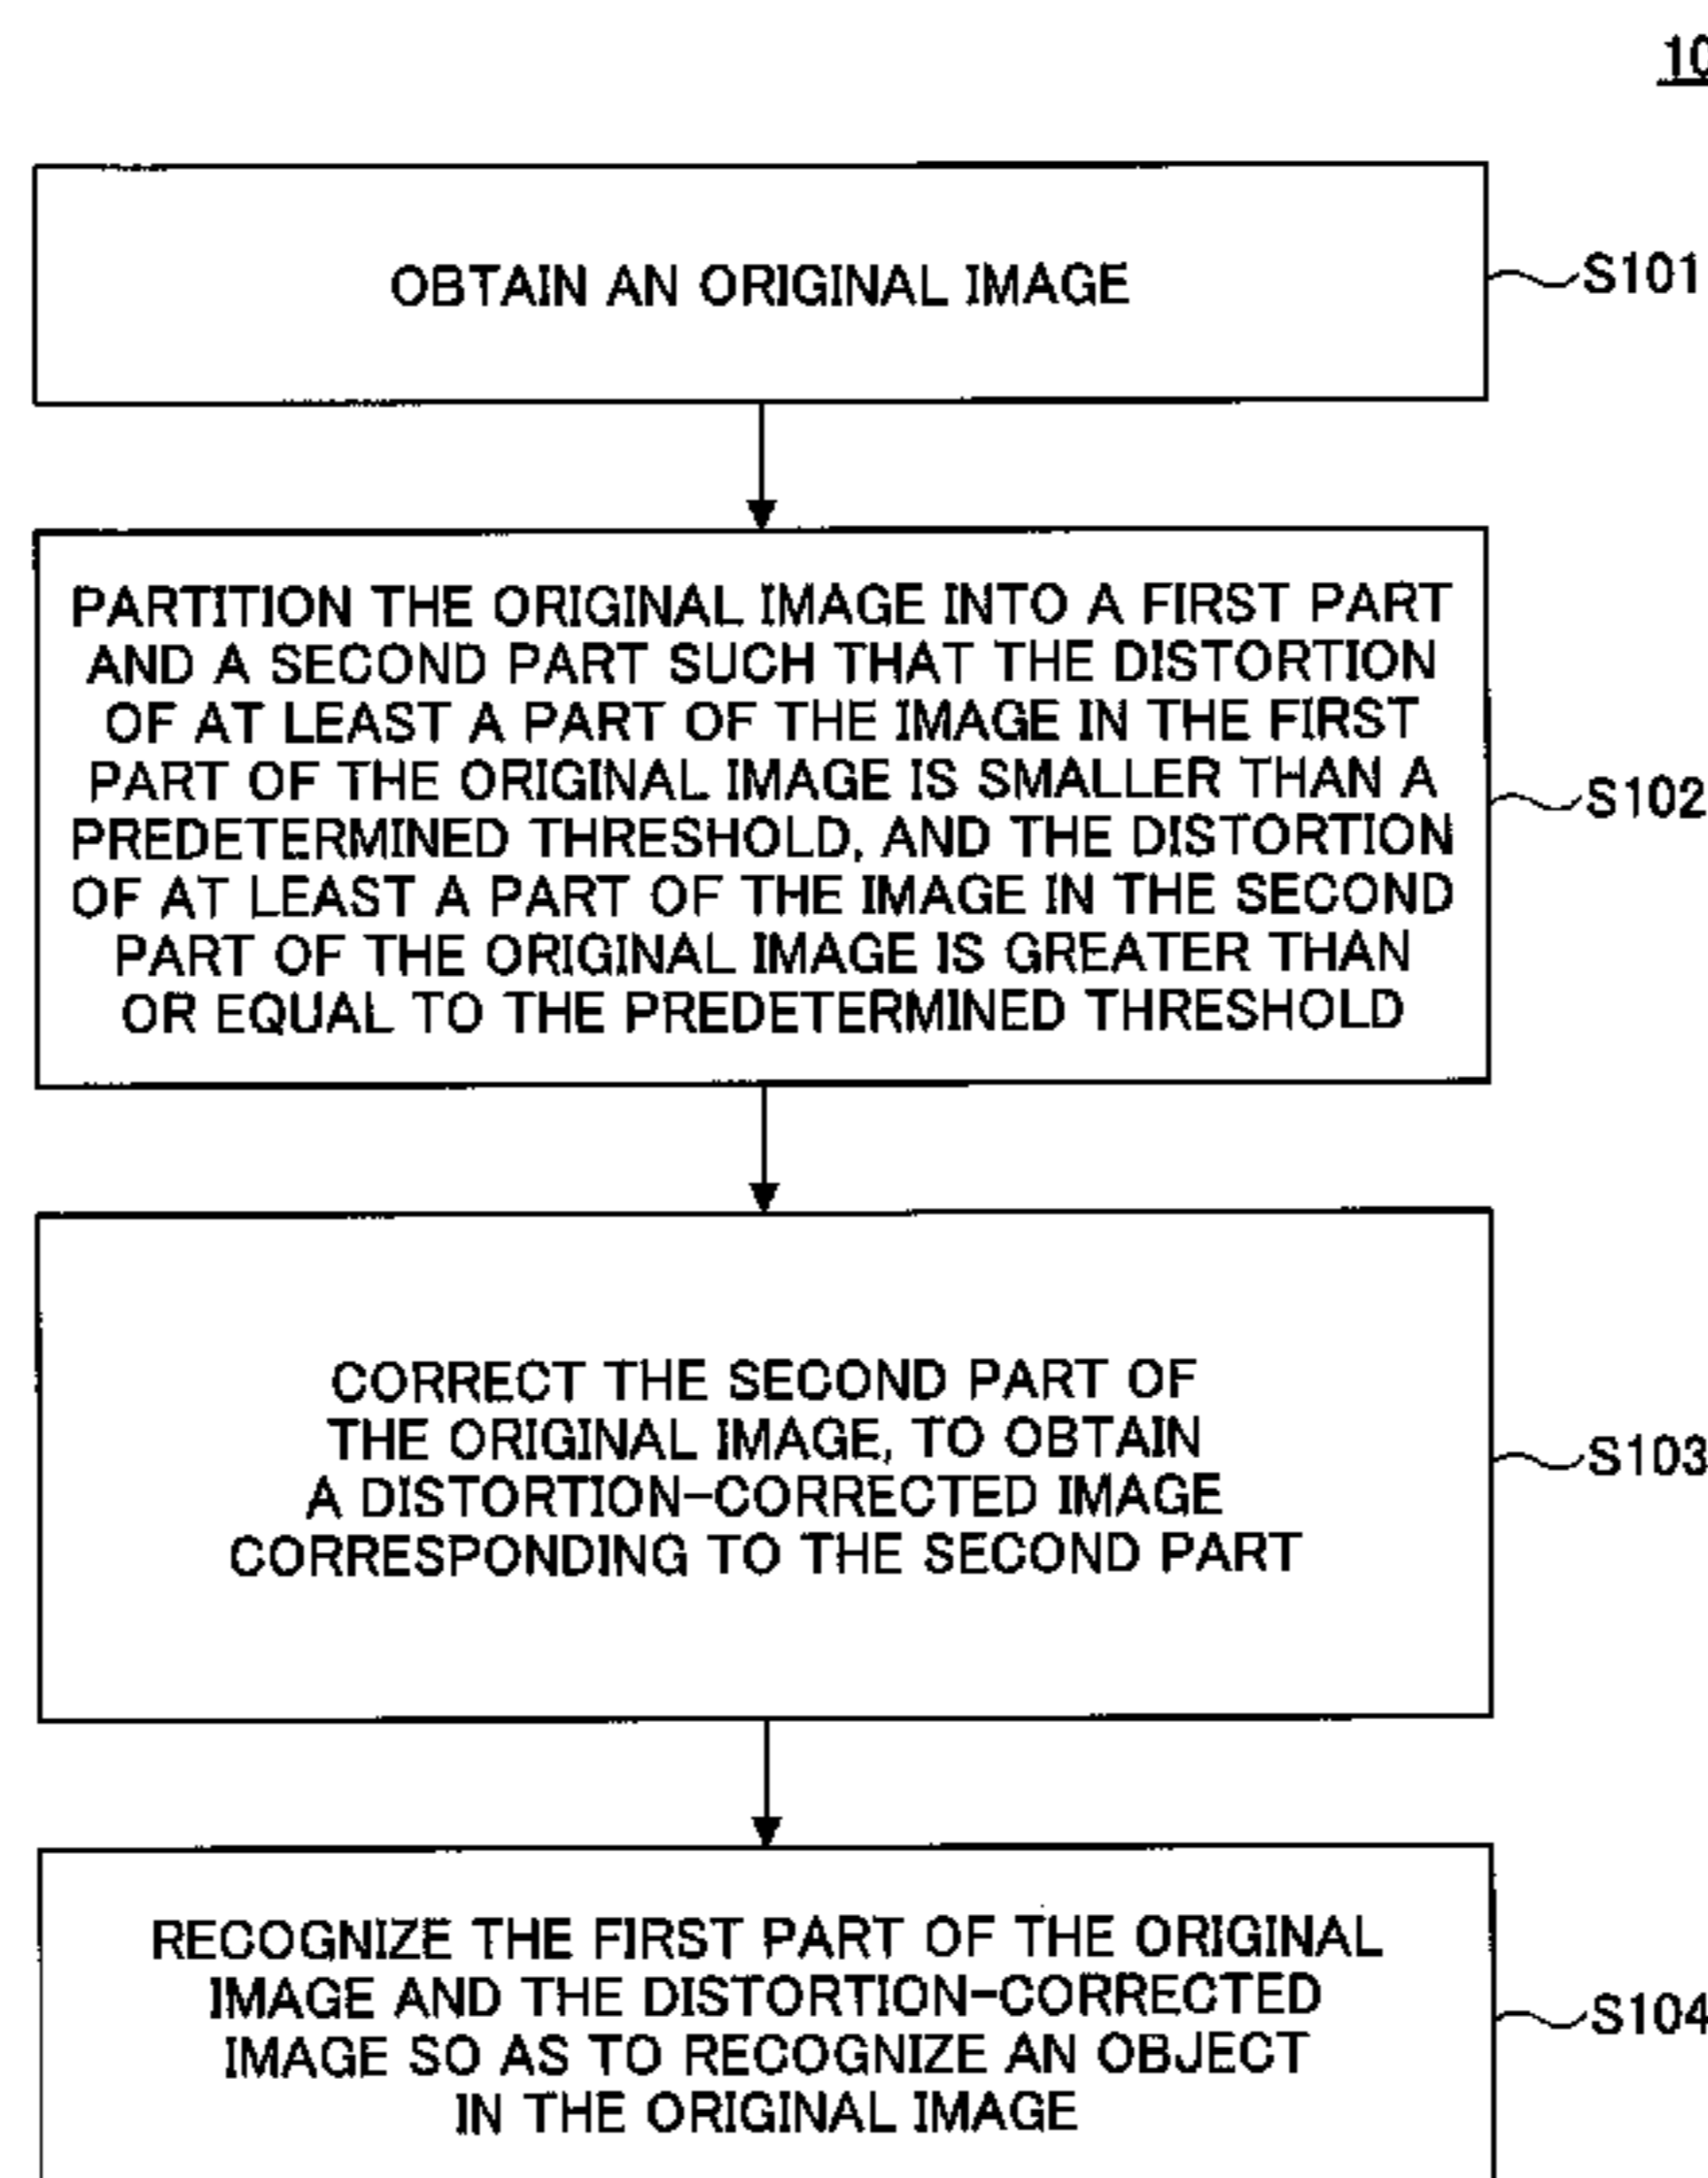 10
OBTAIN AN ORIGINAL IMAGE
S101
PARTITION THE ORIGINAL IMAGE INTO A FIRST PART
AND A SECOND PART SUCH THAT THE DISTORTION
OF AT LEAST A PART OF THE IMAGE IN THE FIRST
PART OF THE ORIGINAL IMAGE IS SMALLER THAN A
PREDETERMINED THRESHOLD, AND THE DISTORTION
OF AT LEAST A PART OF THE IMAGE IN THE SECOND
PART OF THE ORIGINAL IMAGE IS GREATER THAN
OR EQUAL TO THE PREDETERMINED THRESHOLD
S102
CORRECT THE SECOND PART OF
THE ORIGINAL IMAGE, TO OBTAIN
A DISTORTION-CORRECTED IMAGE
CORRESPONDING TO THE SECOND PART
S103
RECOGNIZE THE FIRST PART OF THE ORIGINAL
IMAGE AND THE DISTORTION-CORRECTED
IMAGE SO AS TO RECOGNIZE AN OBJECT
IN THE ORIGINAL IMAGE
S104